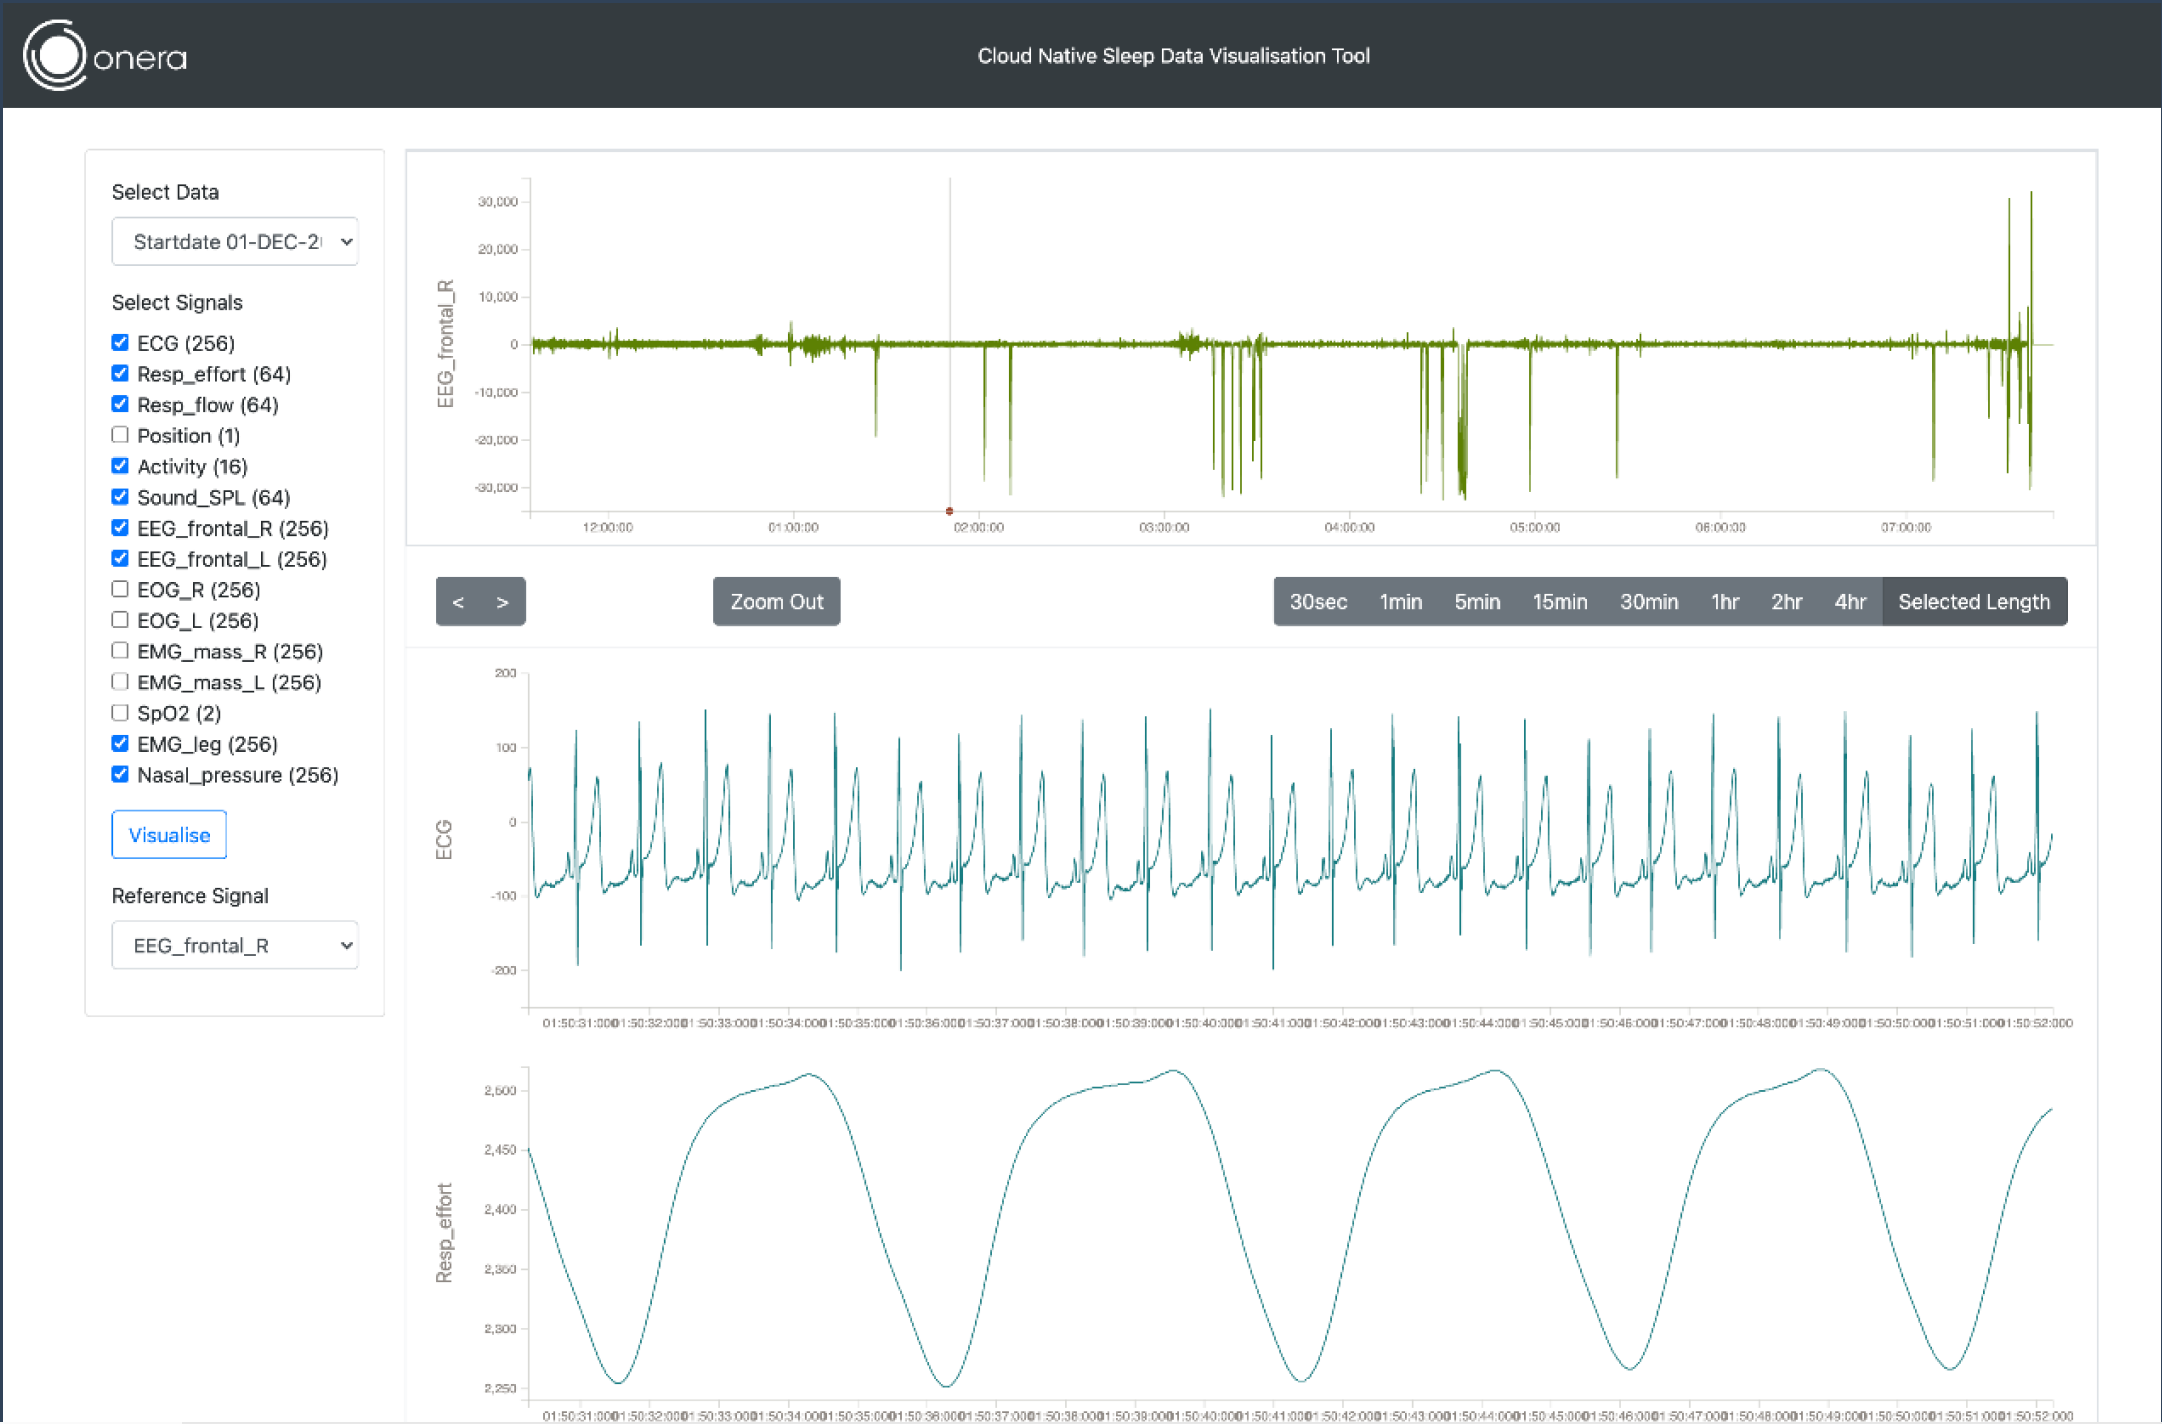 onera
Cloud Native Sleep Data Visualisation Tool
Select Data
Startdate 01-DEC-2
Select Signals
ECG (256)
Resp_effort (64)
Resp_flow (64)
Position (1)
Activity (16)
Sound_SPL (64)
EEG_frontal_R (256)
EEG_frontal_L (256)
EOG_R (256)
EOG_L (256)
EMG_mass_R (256)
EMG_mass_L (256)
SpO2 (2)
EMG_leg (256)
Nasal_pressure (256)
Visualise
Reference Signal
EEG_frontal_R
EEG_frontal_R
30,000
20,000
10,000
0
-10,000
-20,000
-30,000
12:00:00 01:00:00 02:00:00 03:00:00 04:00:00 05:00:00 06:00:00 07:00:00
< > Zoom Out 30sec 1min 5min 15min 30min 1hr 2hr 4hr Selected Length
ECG
200
100
0
-100
-200
01:50:31:000 01:50:32:000 01:50:33:000 01:50:34:000 01:50:35:000 01:50:36:000 01:50:37:000 01:50:38:000 01:50:39:000 01:50:40:000 01:50:41:000 01:50:42:000 01:50:43:000 01:50:44:000 01:50:45:000 01:50:46:000 01:50:47:000 01:50:48:000 01:50:49:000 01:50:50:000 01:50:51:000 01:50:52:000
Resp_effort
2,500
2,450
2,400
2,350
2,300
2,250
01:50:31:000 01:50:32:000 01:50:33:000 01:50:34:000 01:50:35:000 01:50:36:000 01:50:37:000 01:50:38:000 01:50:39:000 01:50:40:000 01:50:41:000 01:50:42:000 01:50:43:000 01:50:44:000 01:50:45:000 01:50:46:000 01:50:47:000 01:50:48:000 01:50:49:000 01:50:50:000 01:50:51:000 01:50:52:000